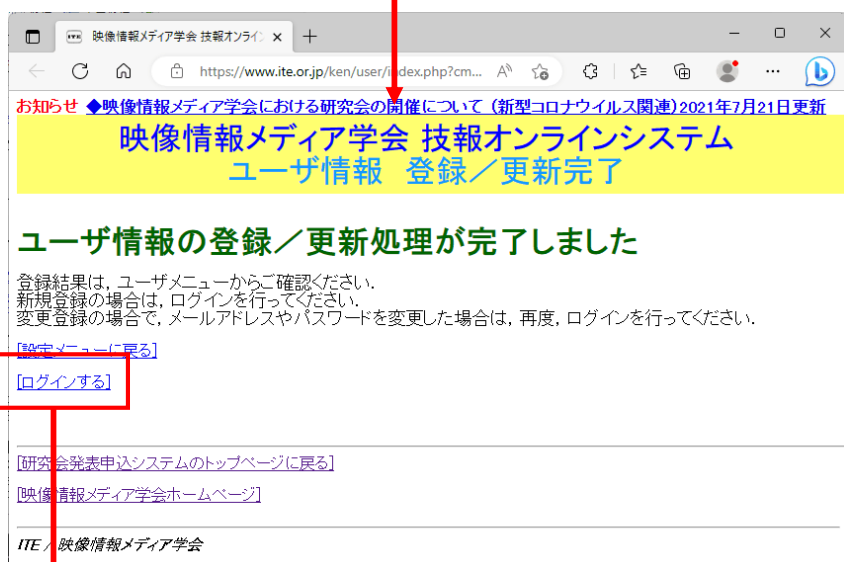 映像情報メディア学会 技報オンライ
https://www.ite.or.jp/ken/user/index.php?cm...
お知らせ ◆映像情報メディア学会における研究会の開催について (新型コロナウイルス関連)2021年7月21日更新
映像情報メディア学会 技報オンラインシステム
ユーザ情報 登録／更新完了
ユーザ情報の登録／更新処理が完了しました
登録結果は, ユーザメニューからご確認ください.
新規登録の場合は, ログインを行ってください.
変更登録の場合で, メールアドレスやパスワードを変更した場合は, 再度, ログインを行ってください.
[設定メニューに戻る]
[ログインする]
[研究会発表申込システムのトップページに戻る]
[映像情報メディア学会ホームページ]
ITE / 映像情報メディア学会